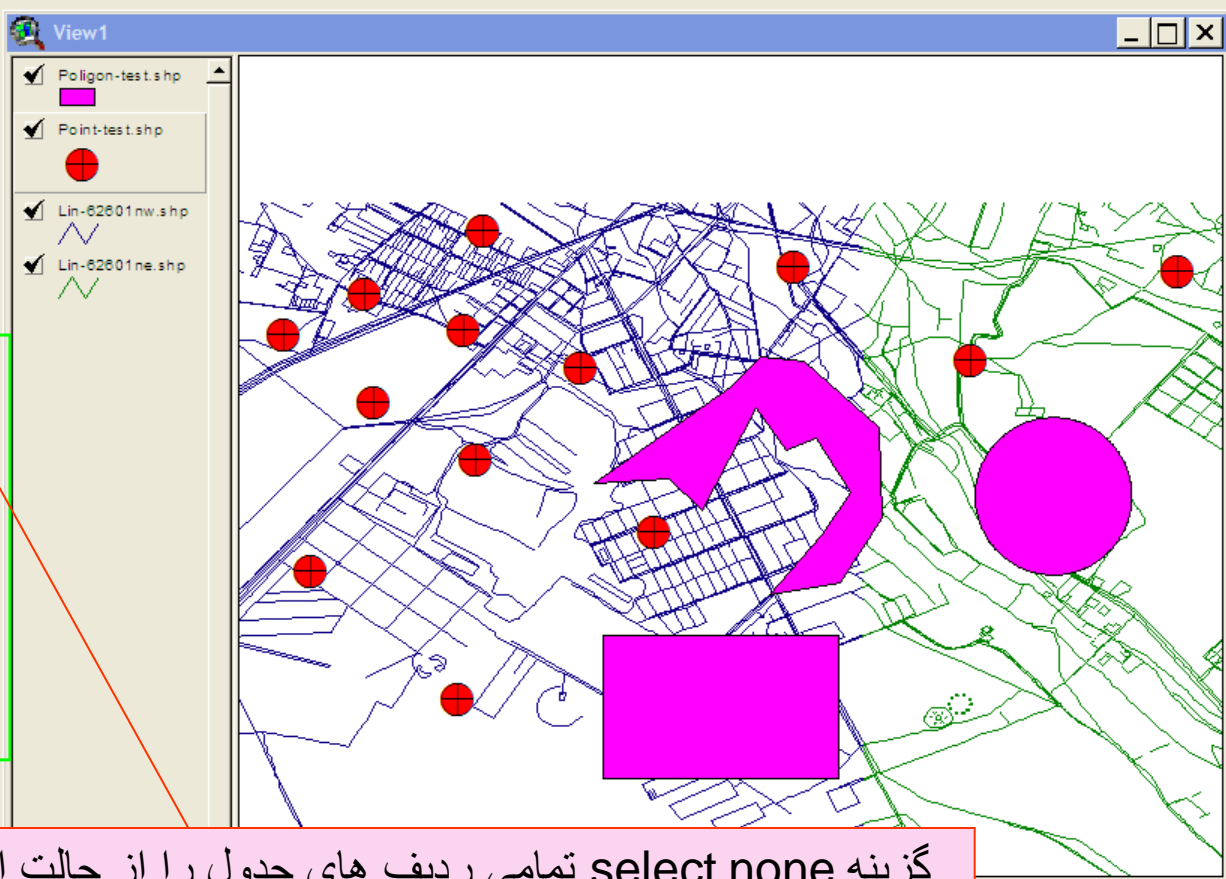 View1
Poligon-test.shp
Point-test.shp
Lin-62601nw.shp
Lin-62601ne.shp
گزینه select none تمامی ردیف های جدول را از حالت